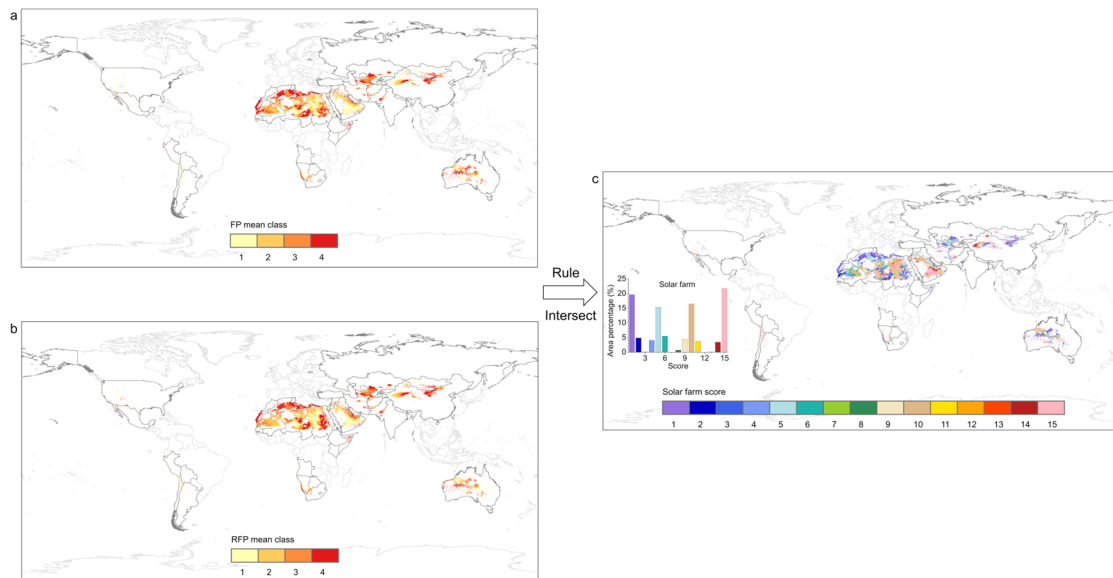 a
FP mean class
1 2 3 4
b
RFP mean class
1 2 3 4
Rule
Intersect
c
Solar farm
Area percentage (%)
25
20
15
10
5
0
3 6 9 12 15
Score
Solar farm score
1 2 3 4 5 6 7 8 9 10 11 12 13 14 15